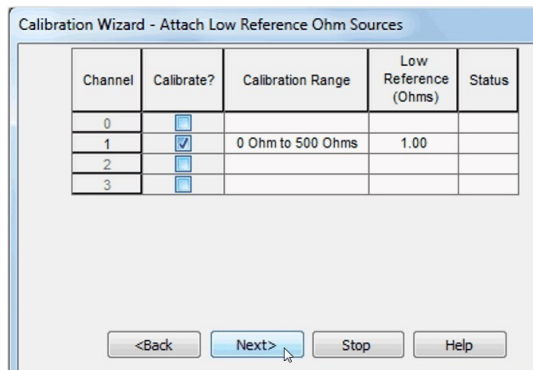 Calibration Wizard - Attach Low Reference Ohm Sources
Channel Calibrate? Calibration Range Low Reference (Ohms) Status
0
1 0 Ohm to 500 Ohms 1.00
2
3
<Back Next> Stop Help